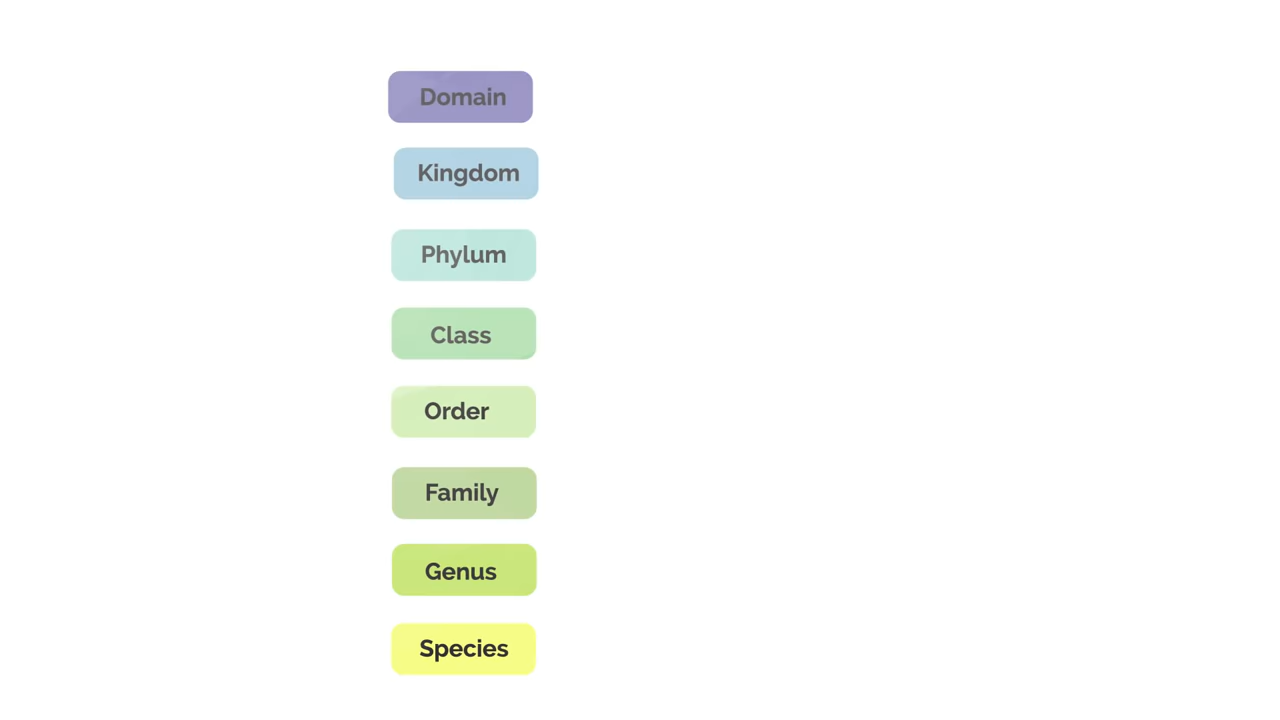 Domain
Kingdom
Phylum
Class
Order
Family
Genus
Species